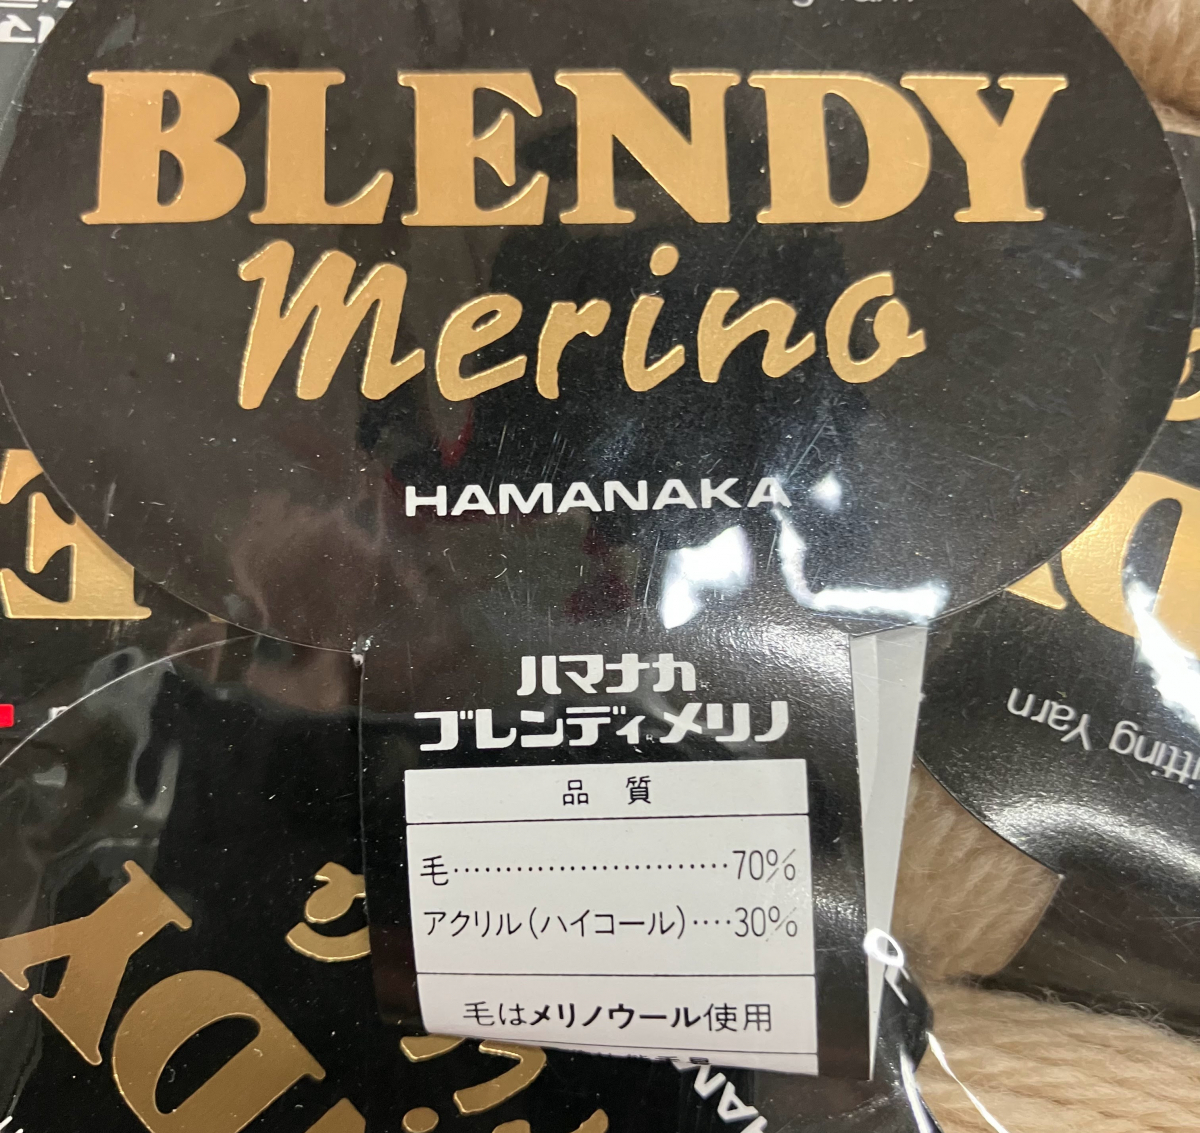 BLENDY
Merino
HAMANAKA
ハマナカ
ブレンディメリノ
品 質
毛……………………………70%
アクリル(ハイコール)‥‥30%
毛はメリノウール使用
Yarn